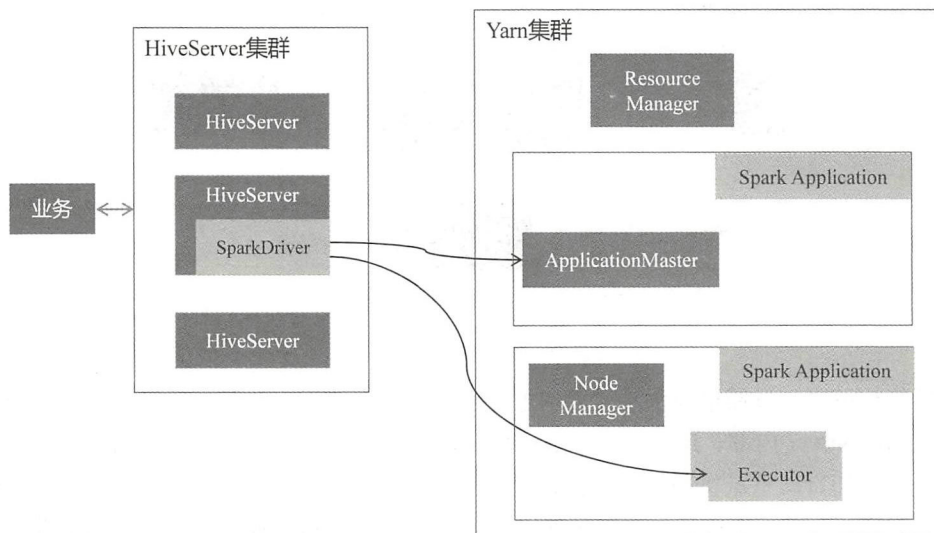 HiveServer集群
HiveServer
业务
HiveServer
SparkDriver
HiveServer
Yarn集群
Resource
Manager
Spark Application
ApplicationMaster
Spark Application
Node
Manager
Executor